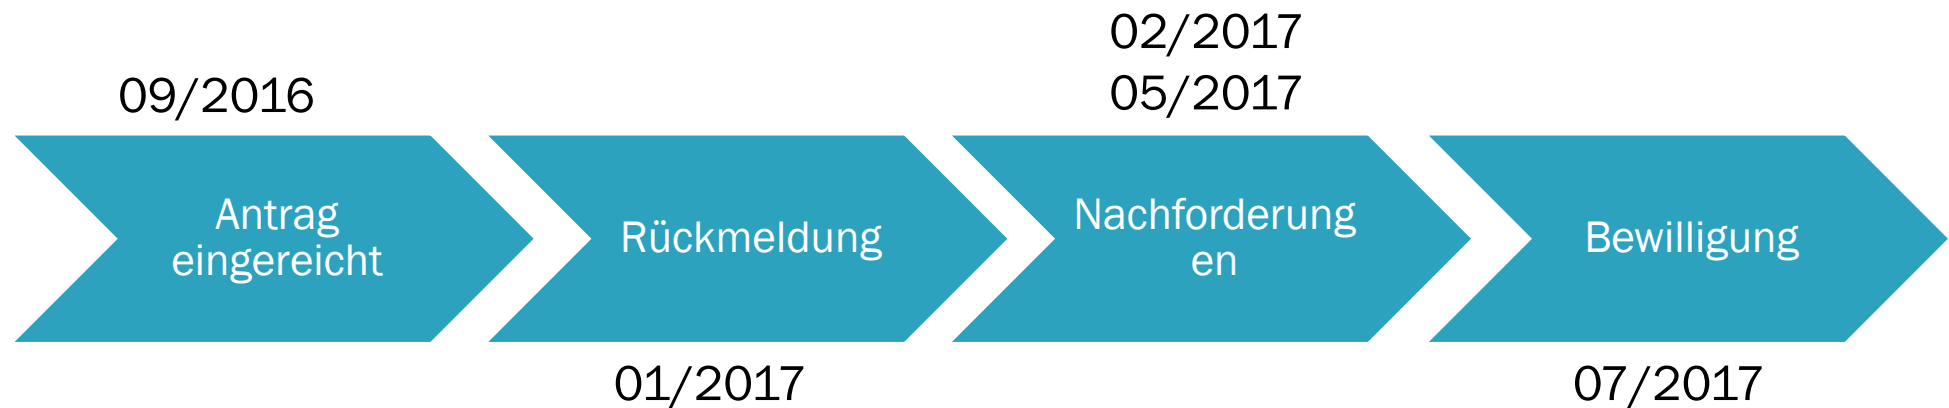 02/2017
09/2016
05/2017
Antrag
eingereicht
Rückmeldung
Nachforderung
en
Bewilligung
01/2017
07/2017